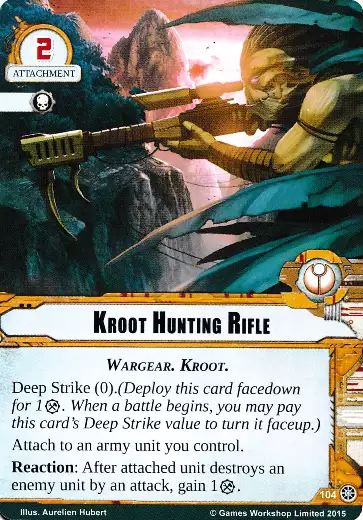 2
ATTACHMENT
KROOT HUNTING RIFLE
WARGEAR. KROOT.
Deep Strike (0).(Deploy this card facedown
for 1. When a battle begins, you may pay
this card's Deep Strike value to turn it faceup.)
Attach to an army unit you control.
Reaction: After attached unit destroys an
enemy unit by an attack, gain 1.
104
Illus. Aurelien Hubert
© Games Workshop Limited 2015